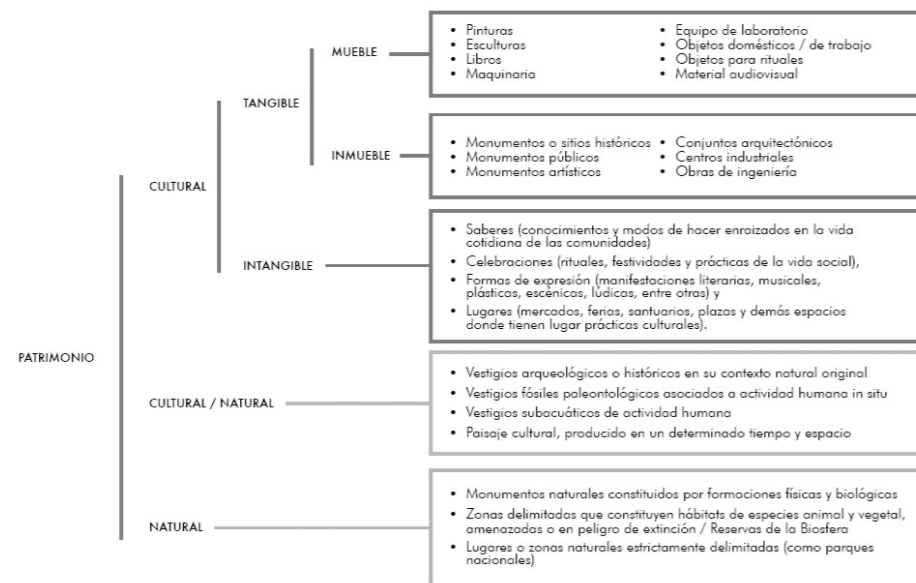 MUEBLE
• Pinturas
• Esculturas
• Libros
• Maquinaria
• Equipo de laboratorio
• Objetos domésticos / de trabajo
• Objetos para rituales
• Material audiovisual
TANGIBLE
INMUEBLE
• Monumentos o sitios históricos
• Monumentos públicos
• Monumentos artísticos
• Conjuntos arquitectónicos
• Centros industriales
• Obras de ingeniería
CULTURAL
INTANGIBLE
• Saberes (conocimientos y modos de hacer enraizados en la vida
cotidiana de las comunidades)
• Celebraciones (rituales, festividades y prácticas de la vida social),
• Formas de expresión (manifestaciones literarias, musicales,
plásticas, escénicas, lúdicas, entre otras) y
• Lugares (mercados, ferias, santuarios, plazas y demás espacios
donde tienen lugar prácticas culturales).
PATRIMONIO
CULTURAL / NATURAL
• Vestigios arqueológicos o históricos en su contexto natural original
• Vestigios fósiles paleontológicos asociados a actividad humana in situ
• Vestigios subacuáticos de actividad humana
• Paisaje cultural, producido en un determinado tiempo y espacio
NATURAL
• Monumentos naturales constituidos por formaciones físicas y biológicas
• Zonas delimitadas que constituyen hábitats de especies animal y vegetal,
amenazadas o en peligro de extinción / Reservas de la Biosfera
• Lugares o zonas naturales estrictamente delimitadas (como parques
nacionales)